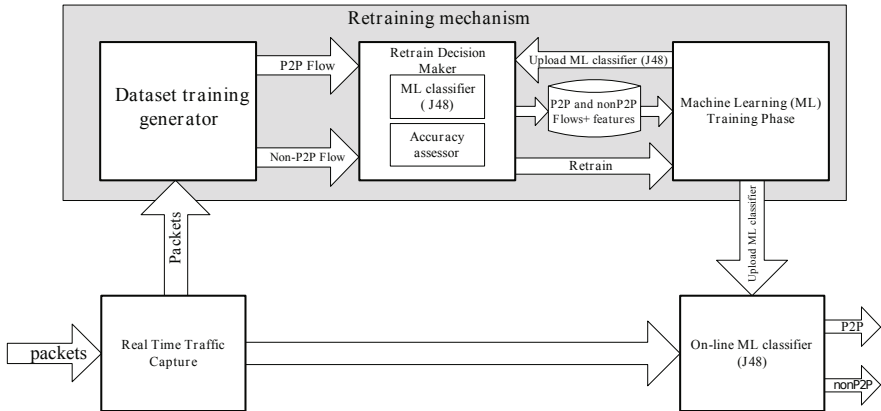 Retraining mechanism
Dataset training
generator
P2P Flow
Non-P2P Flow
Retrain Decision
Maker
ML classifier
( J48)
Accuracy
assessor
Upload ML classifier (J48)
P2P and nonP2P
Flows+ features
Retrain
Machine Learning (ML)
Training Phase
Packets
Upload ML classifier
packets
Real Time Traffic
Capture
On-line ML classifier
(J48)
P2P
nonP2P